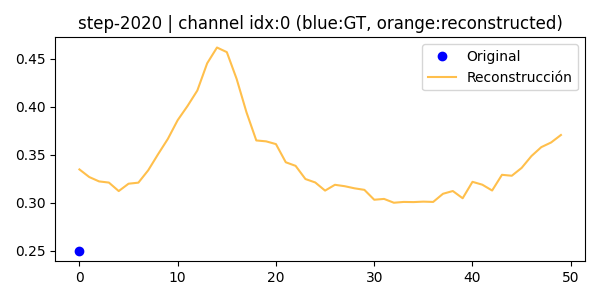 step-2020 | channel idx:0 (blue:GT, orange:reconstructed)
Original
Reconstrucción
0.45
0.40
0.35
0.30
0.25
0 10 20 30 40 50